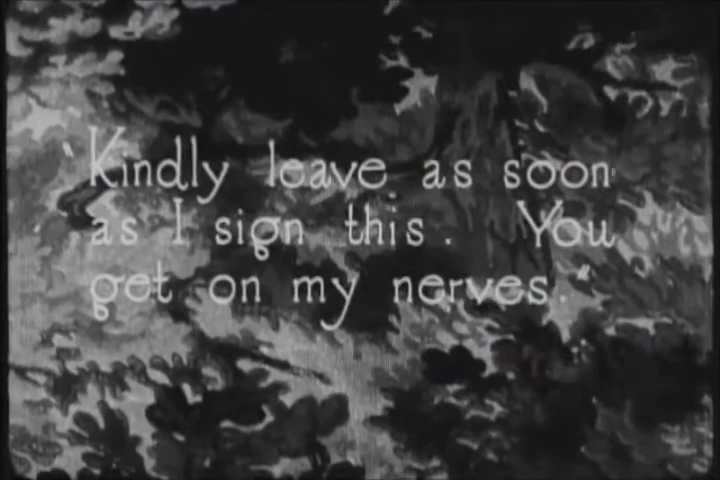 Kindly leave as soon
as I sign this. You
get on my nerves."